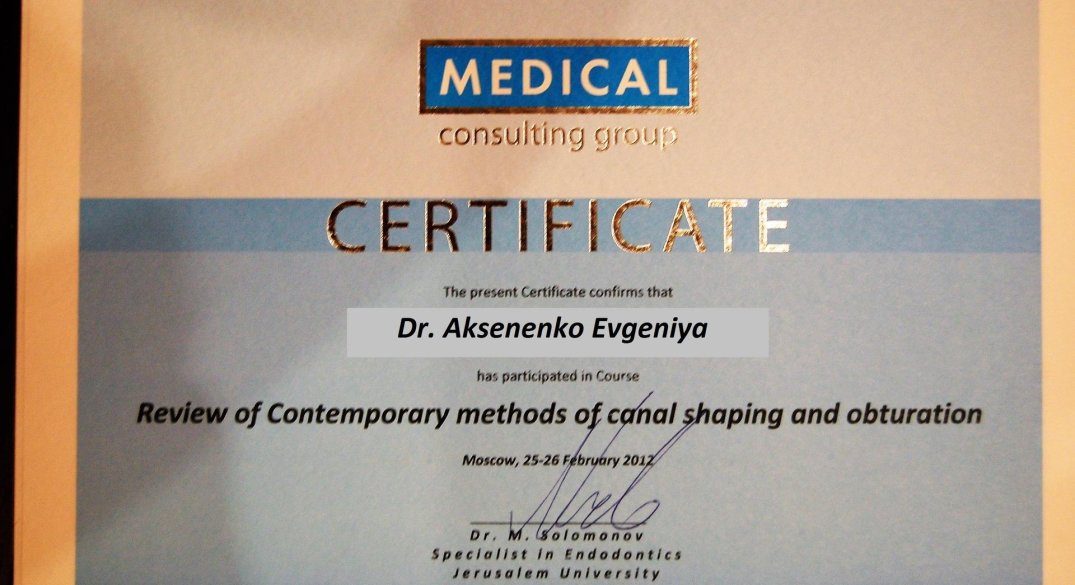 MEDICAL
consulting group
CERTIFICATE
The present Certificate confirms that
Dr. Aksenenko Evgeniya
has participated in Course
Review of Contemporary methods of canal shaping and obturation
Moscow, 25-26 February 2012
Dr. M. Solomonov
Specialist in Endodontics
Jerusalem University